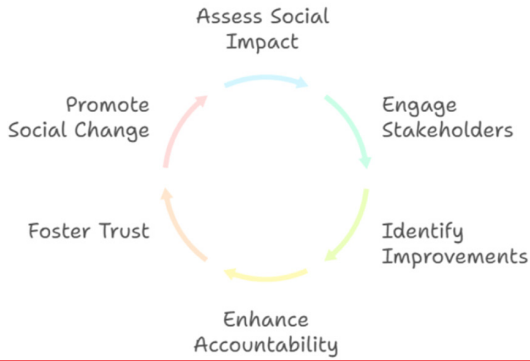 Assess Social
Impact
Engage
Stakeholders
Identify
Improvements
Enhance
Accountability
Foster Trust
Promote
Social Change